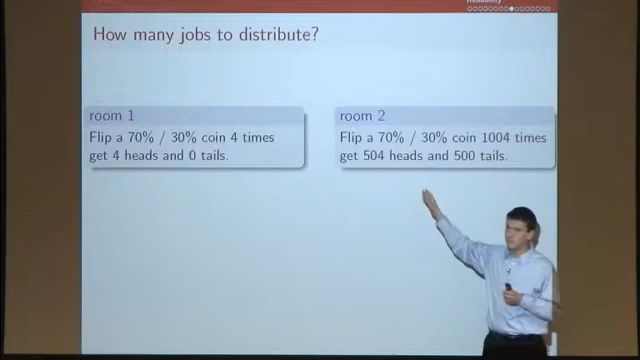 Reliability
How many jobs to distribute?
room 1
Flip a 70% / 30% coin 4 times
get 4 heads and 0 tails.
room 2
Flip a 70% / 30% coin 1004 times
get 504 heads and 500 tails.